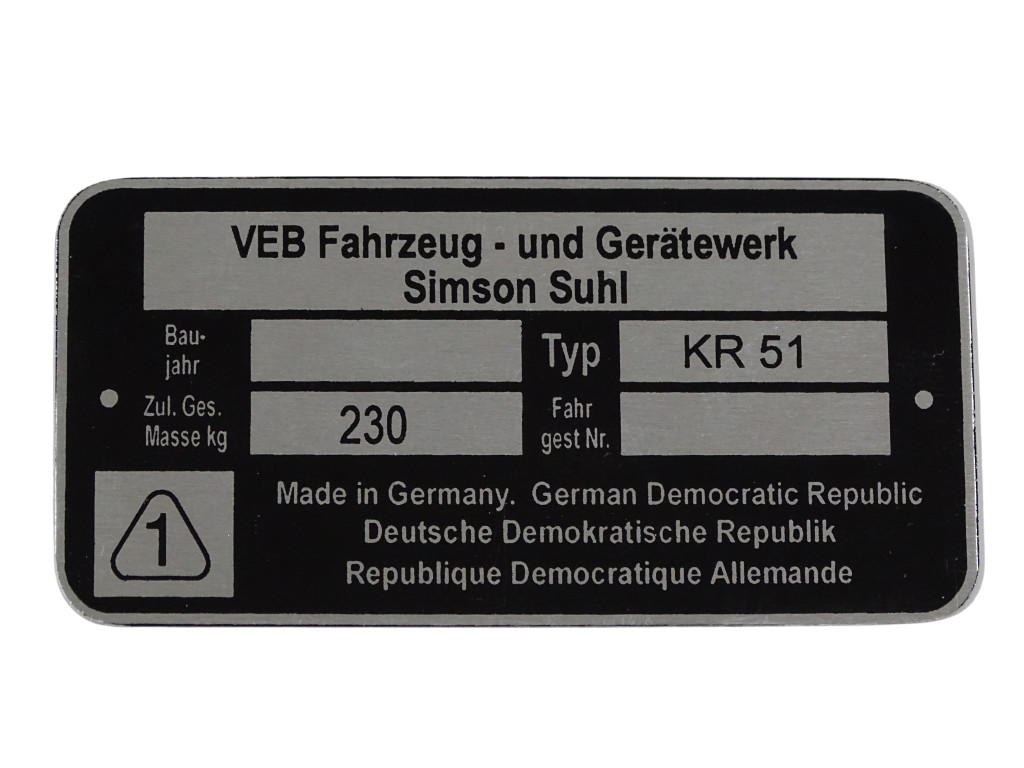 VEB Fahrzeug - und Gerätewerk
Simson Suhl
Bau-
jahr
Typ
KR 51
Zul. Ges.
Masse kg
230
Fahr
gest Nr.
1
Made in Germany. German Democratic Republic
Deutsche Demokratische Republik
Republique Democratique Allemande